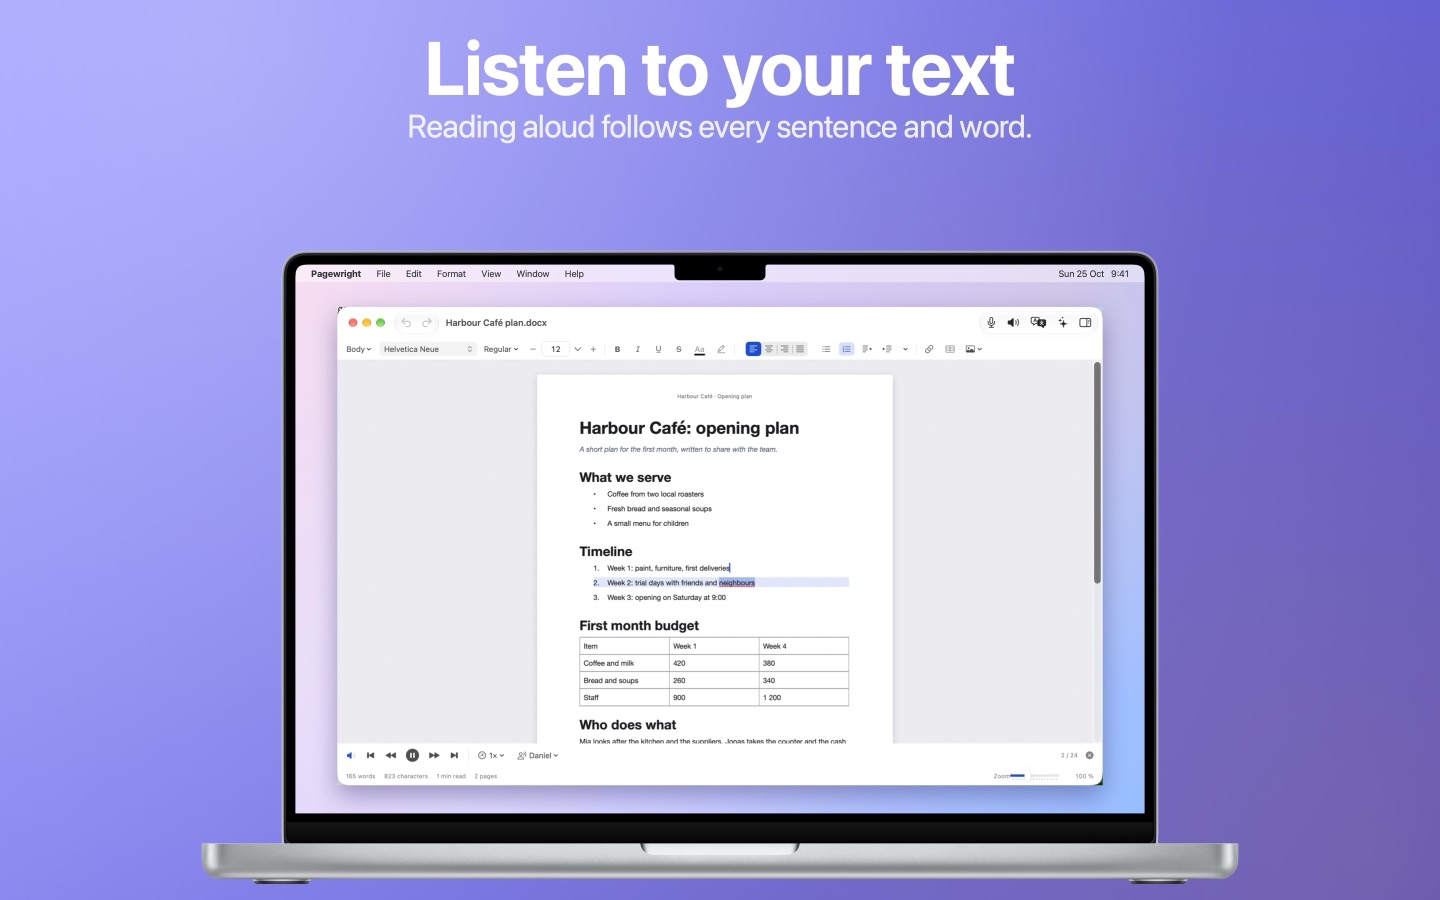 Listen to your text
Reading aloud follows every sentence and word.
Pagewright File Edit Format View Window Help Sun 25 Oct 9:41
Harbour Café plan.docx
Body Helvetica Neue Regular 12 B I U S Aa
Harbour Café · Opening plan
Harbour Café: opening plan
A short plan for the first month, written to share with the team.
What we serve
• Coffee from two local roasters
• Fresh bread and seasonal soups
• A small menu for children
Timeline
1. Week 1: paint, furniture, first deliveries
2. Week 2: trial days with friends and neighbours
3. Week 3: opening on Saturday at 9:00
First month budget
Item Week 1 Week 4
Coffee and milk 420 380
Bread and soups 260 340
Staff 900 1 200
Who does what
Mia looks after the kitchen and the suppliers. Jonas takes the counter and the cash
1x Daniel 2 / 24
165 words 823 characters 1 min read 2 pages Zoom 100 %